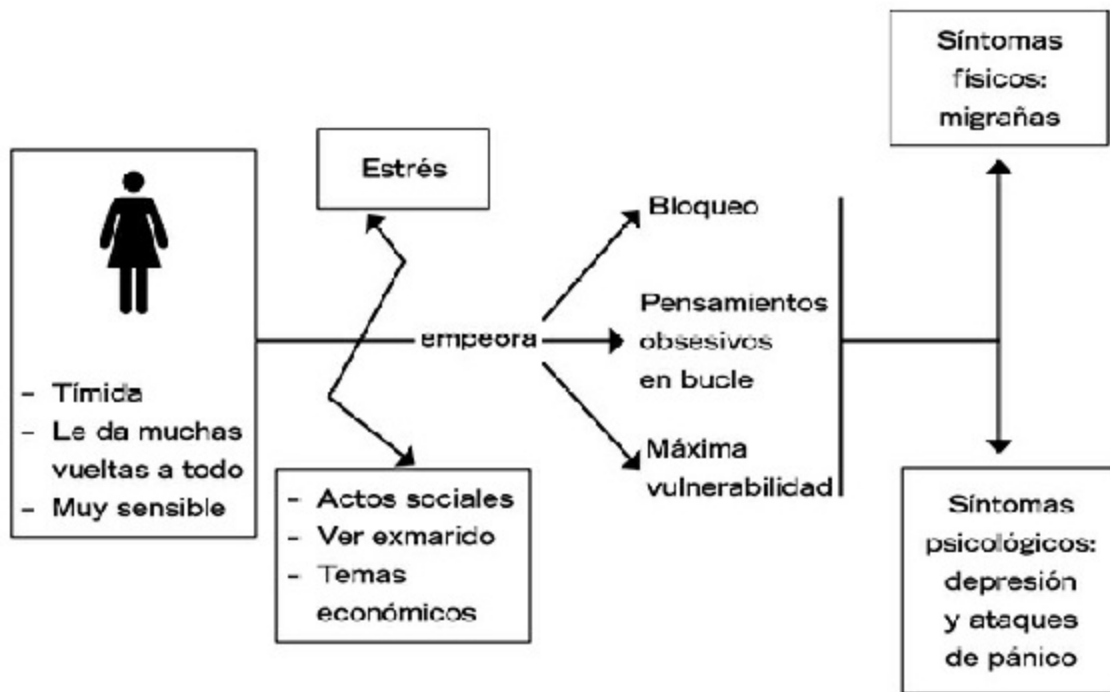 - Tímida
- Le da muchas
vueltas a todo
- Muy sensible
Estrés
- Actos sociales
- Ver exmarido
- Temas
económicos
empeora
Bloqueo
Pensamientos
obsesivos
en bucle
Máxima
vulnerabilidad
Síntomas
físicos:
migrañas
Síntomas
psicológicos:
depresión
y ataques
de pánico